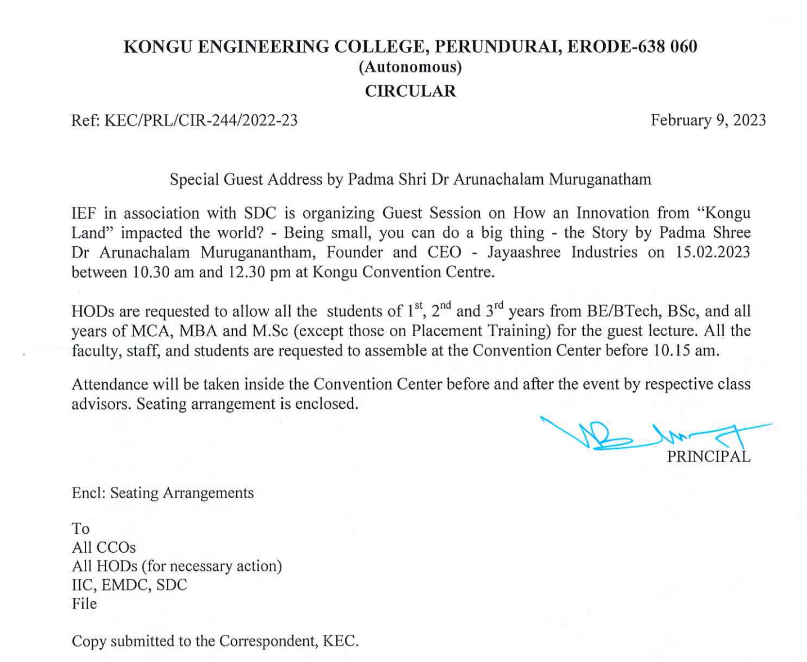 KONGU ENGINEERING COLLEGE, PERUNDURAI, ERODE-638 060
(Autonomous)
CIRCULAR
Ref: KEC/PRL/CIR-244/2022-23 February 9, 2023
Special Guest Address by Padma Shri Dr Arunachalam Muruganatham
IEF in association with SDC is organizing Guest Session on How an Innovation from “Kongu
Land” impacted the world? - Being small, you can do a big thing - the Story by Padma Shree
Dr Arunachalam Muruganantham, Founder and CEO - Jayaashree Industries on 15.02.2023
between 10.30 am and 12.30 pm at Kongu Convention Centre.
HODs are requested to allow all the students of 1st, 2nd and 3rd years from BE/BTech, BSc, and all
years of MCA, MBA and M.Sc (except those on Placement Training) for the guest lecture. All the
faculty, staff, and students are requested to assemble at the Convention Center before 10.15 am.
Attendance will be taken inside the Convention Center before and after the event by respective class
advisors. Seating arrangement is enclosed.
PRINCIPAL
Encl: Seating Arrangements
To
All CCOs
All HODs (for necessary action)
IIC, EMDC, SDC
File
Copy submitted to the Correspondent, KEC.